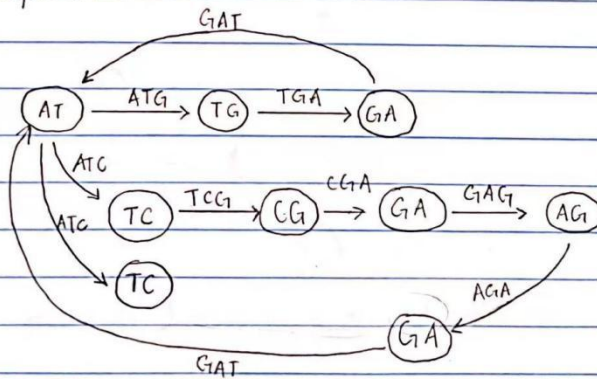 GAT
AT ATG TG TGA GA
ATC
TC TCG CG CGA GA GAG AG
ATC
TC
AGA
GA
GAT